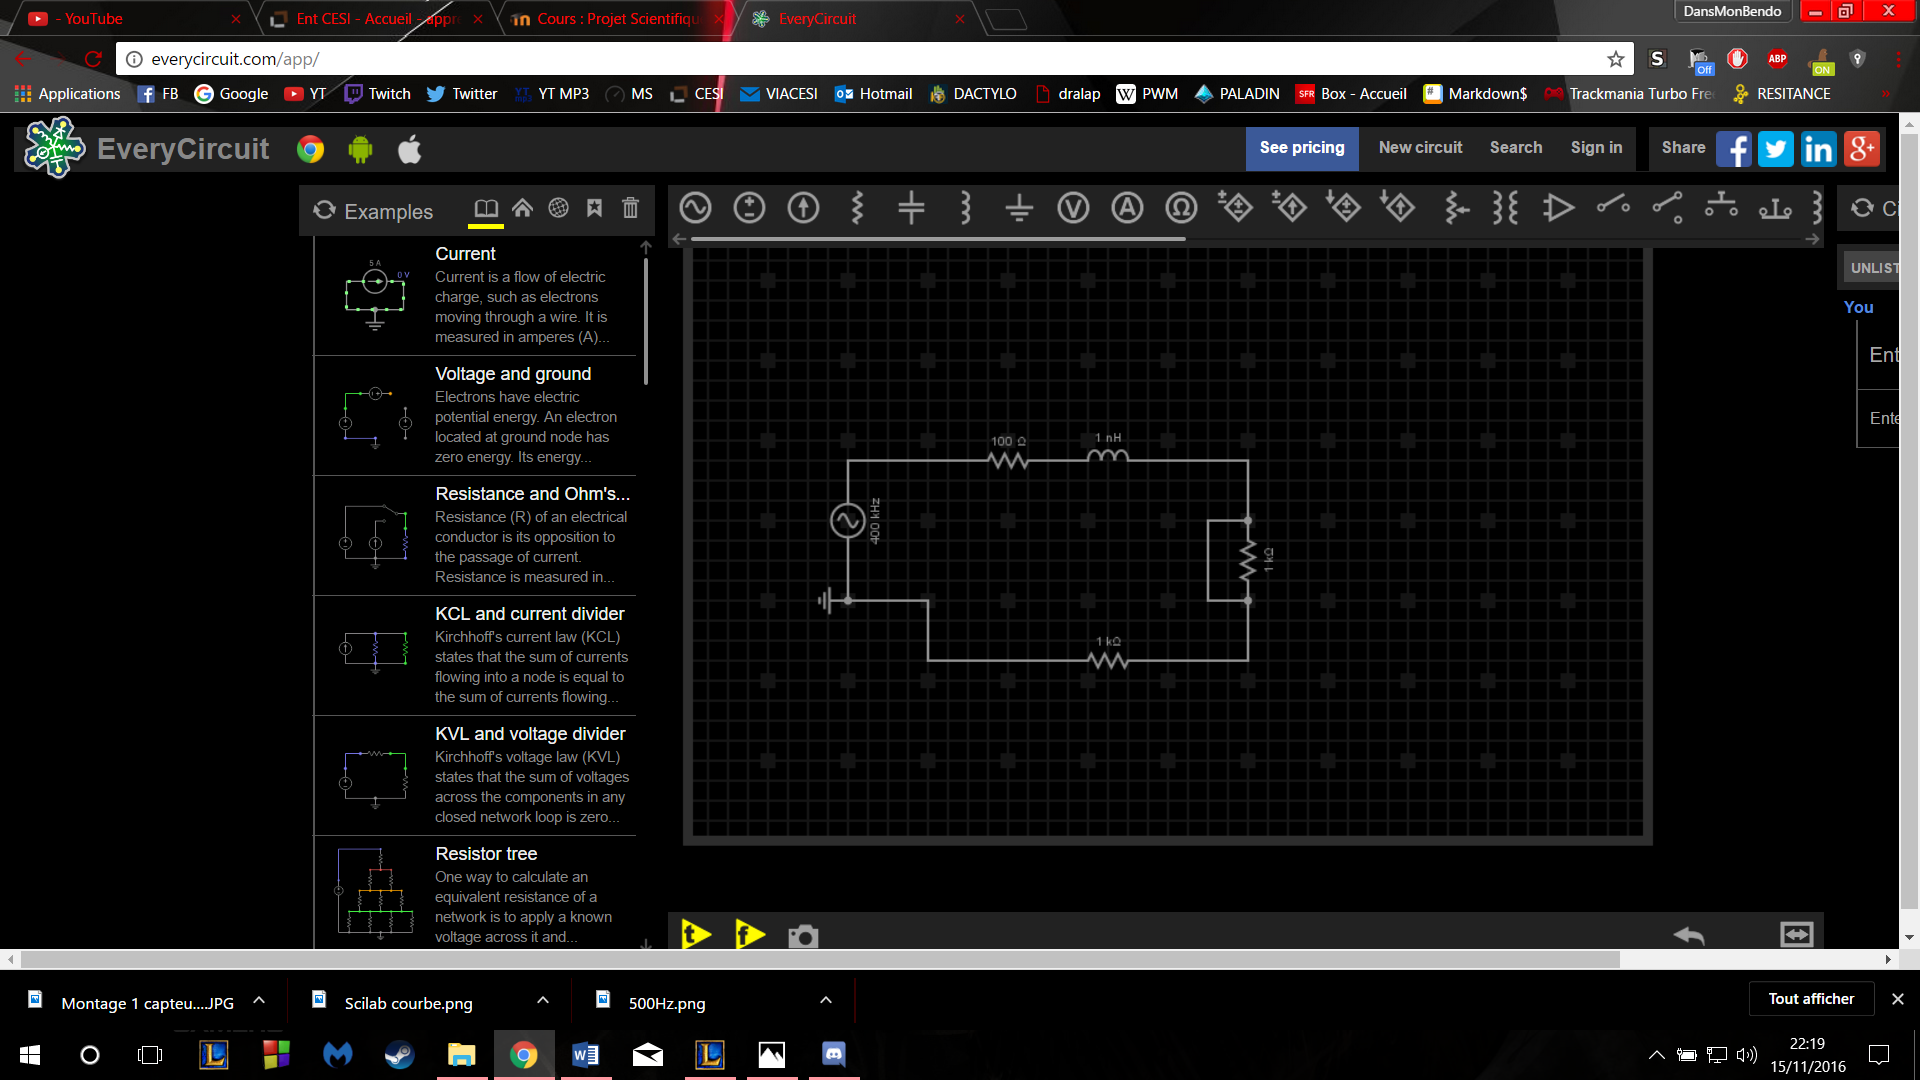 - YouTube
Ent CESI - Accueil - appr
Cours : Projet Scientifiqu
EveryCircuit
DansMonBendo
everycircuit.com/app/
S
Off
ABP
ON
Applications
FB
Google
YT
Twitch
Twitter
YT MP3
MS
CESI
VIACESI
Hotmail
DACTYLO
dralap
PWM
PALADIN
SFR
Box - Accueil
Markdown$
Trackmania Turbo Fre
RESITANCE
»
EveryCircuit
See pricing
New circuit
Search
Sign in
Share
Examples
Ci
UNLIST
You
Ent
Ente
Current
Current is a flow of electric
charge, such as electrons
moving through a wire. It is
measured in amperes (A)...
5 A
0 V
Voltage and ground
Electrons have electric
potential energy. An electron
located at ground node has
zero energy. Its energy...
Resistance and Ohm's...
Resistance (R) of an electrical
conductor is its opposition to
the passage of current.
Resistance is measured in...
KCL and current divider
Kirchhoff's current law (KCL)
states that the sum of currents
flowing into a node is equal to
the sum of currents flowing...
KVL and voltage divider
Kirchhoff's voltage law (KVL)
states that the sum of voltages
across the components in any
closed network loop is zero...
Resistor tree
One way to calculate an
equivalent resistance of a
network is to apply a known
voltage across it and...
100 Ω
1 nH
400 kHz
1 kΩ
1 kΩ
t
f
Montage 1 capteu....JPG
Scilab courbe.png
500Hz.png
Tout afficher
22:19
15/11/2016